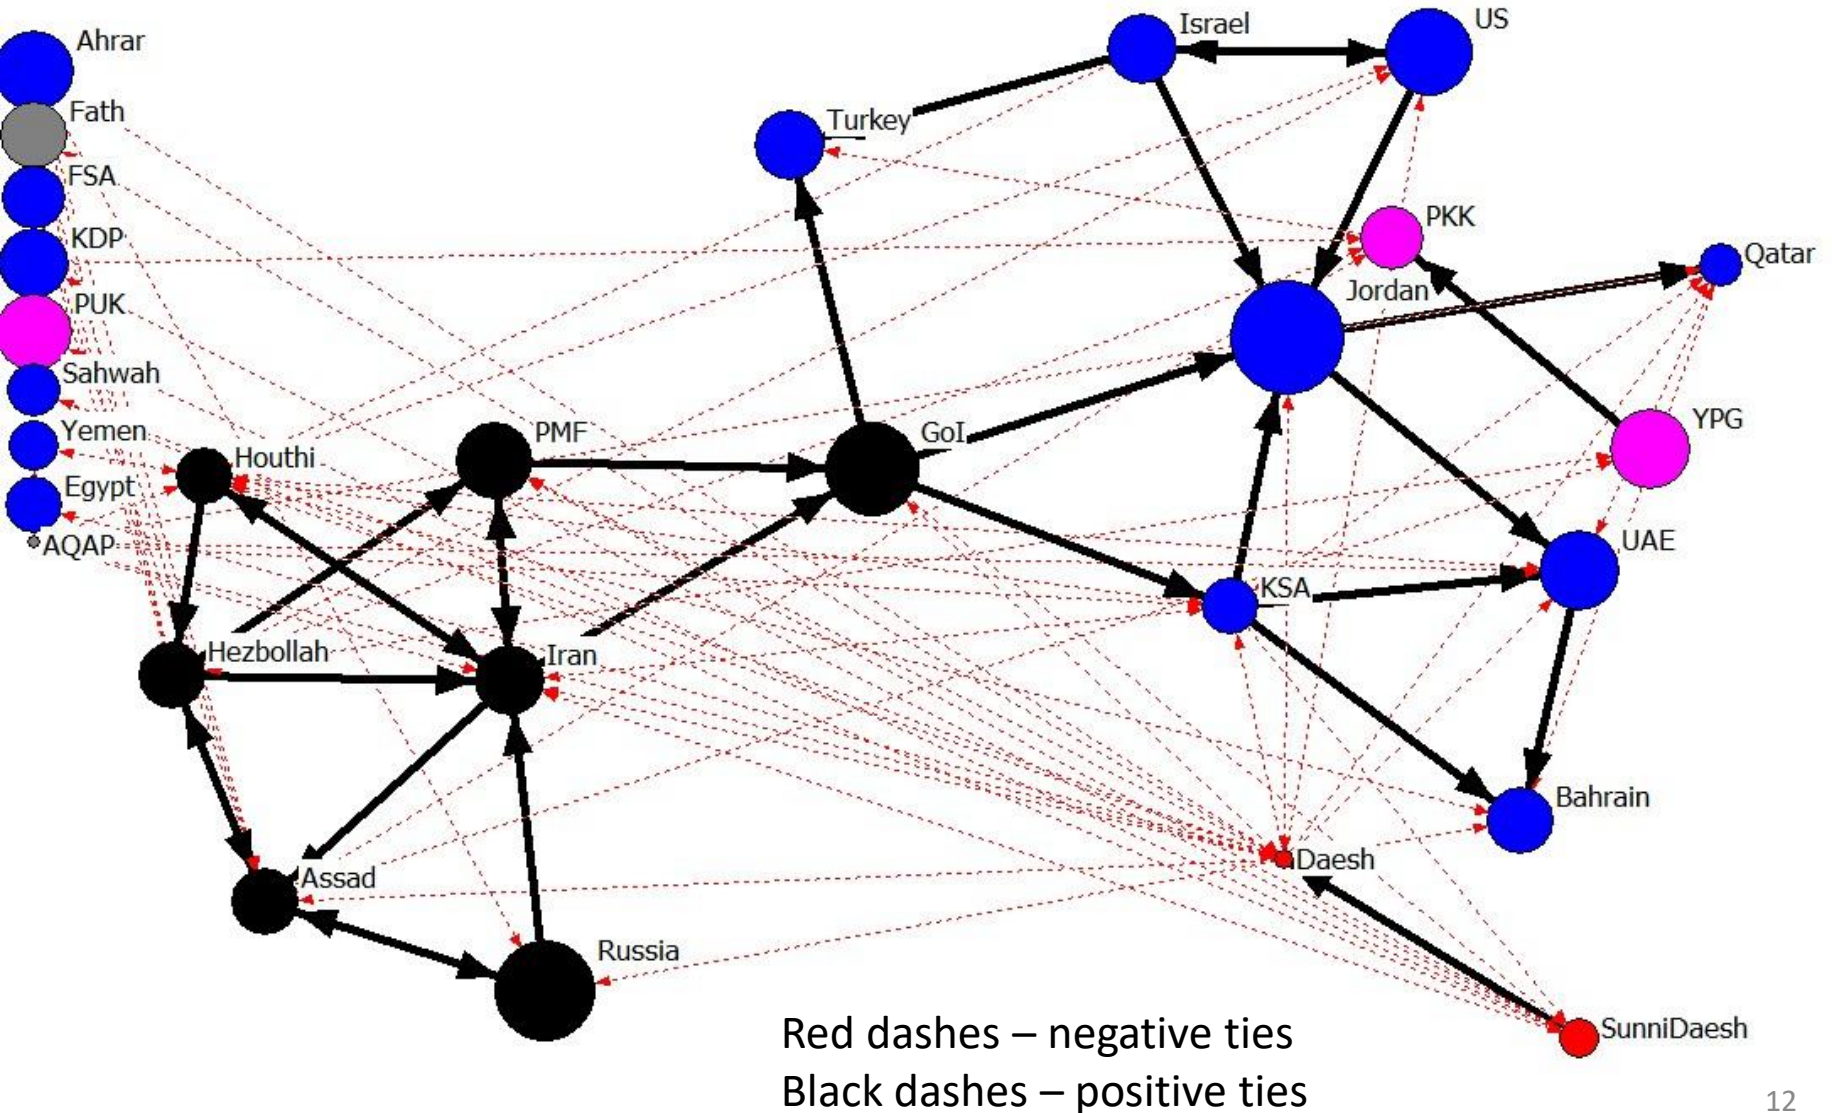 Ahrar
Fath
FSA
KDP
PUK
Sahwah
Yemen
Egypt
AQAP
Israel
US
Turkey
PKK
Qatar
Jordan
YPG
PMF
GoI
Houthi
UAE
KSA
Hezbollah
Iran
Bahrain
Daesh
Assad
Russia
SunniDaesh
Red dashes – negative ties
Black dashes – positive ties
12